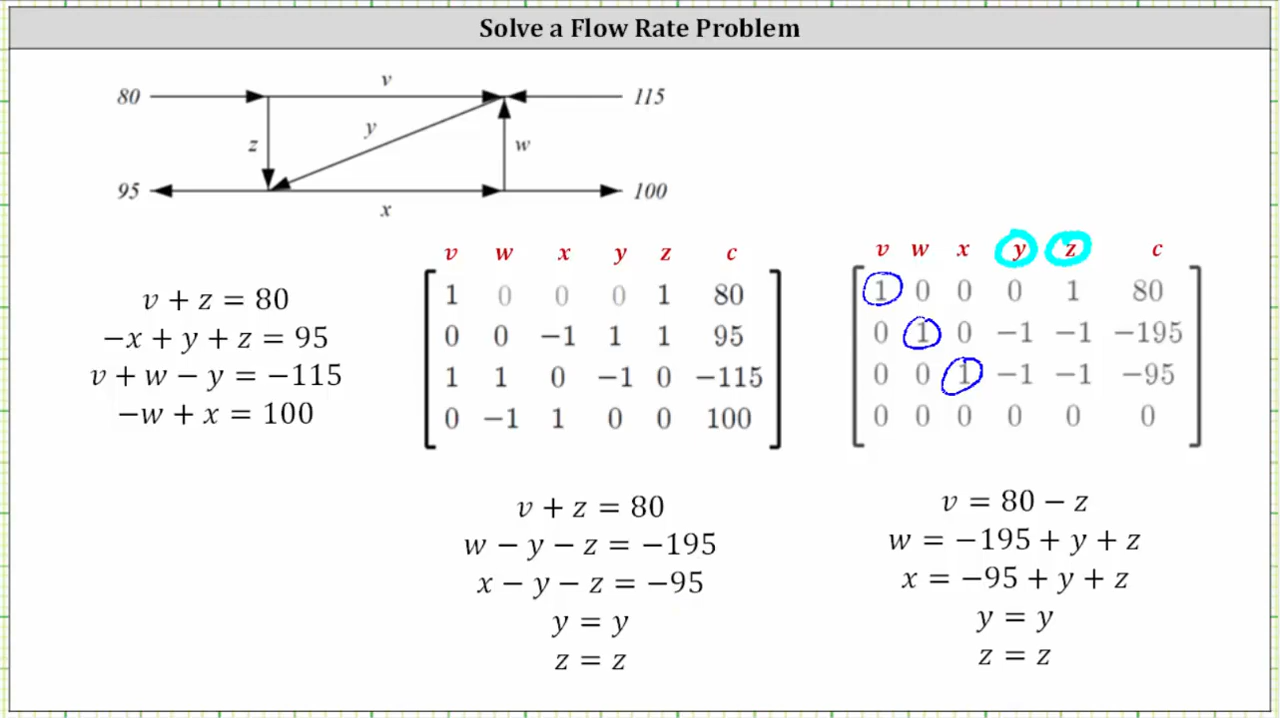 Solve a Flow Rate Problem
80 v 115
z y w
95 100
x
v + z = 80
−x + y + z = 95
v + w − y = −115
−w + x = 100
v w x y z c
1 0 0 0 1 80
0 0 −1 1 1 95
1 1 0 −1 0 −115
0 −1 1 0 0 100
v + z = 80
w − y − z = −195
x − y − z = −95
y = y
z = z
v w x y z c
1 0 0 0 1 80
0 1 0 −1 −1 −195
0 0 1 −1 −1 −95
0 0 0 0 0 0
v = 80 − z
w = −195 + y + z
x = −95 + y + z
y = y
z = z